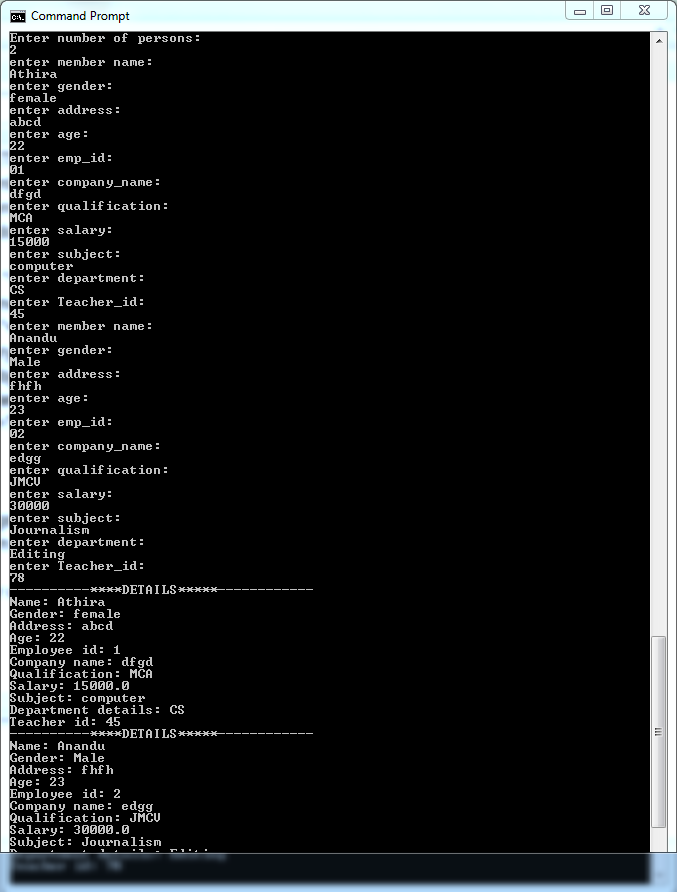 Command Prompt
Enter number of persons:
2
enter member name:
Athira
enter gender:
female
enter address:
abcd
enter age:
22
enter emp_id:
01
enter company_name:
dfgd
enter qualification:
MCA
enter salary:
15000
enter subject:
computer
enter department:
CS
enter Teacher_id:
45
enter member name:
Anandu
enter gender:
Male
enter address:
fhfh
enter age:
23
enter emp_id:
02
enter company_name:
edgg
enter qualification:
JMCV
enter salary:
30000
enter subject:
Journalism
enter department:
Editing
enter Teacher_id:
78
----------****DETAILS*****------------
Name: Athira
Gender: female
Address: abcd
Age: 22
Employee id: 1
Company name: dfgd
Qualification: MCA
Salary: 15000.0
Subject: computer
Department details: CS
Teacher id: 45
----------****DETAILS*****------------
Name: Anandu
Gender: Male
Address: fhfh
Age: 23
Employee id: 2
Company name: edgg
Qualification: JMCV
Salary: 30000.0
Subject: Journalism
Department details: Editing